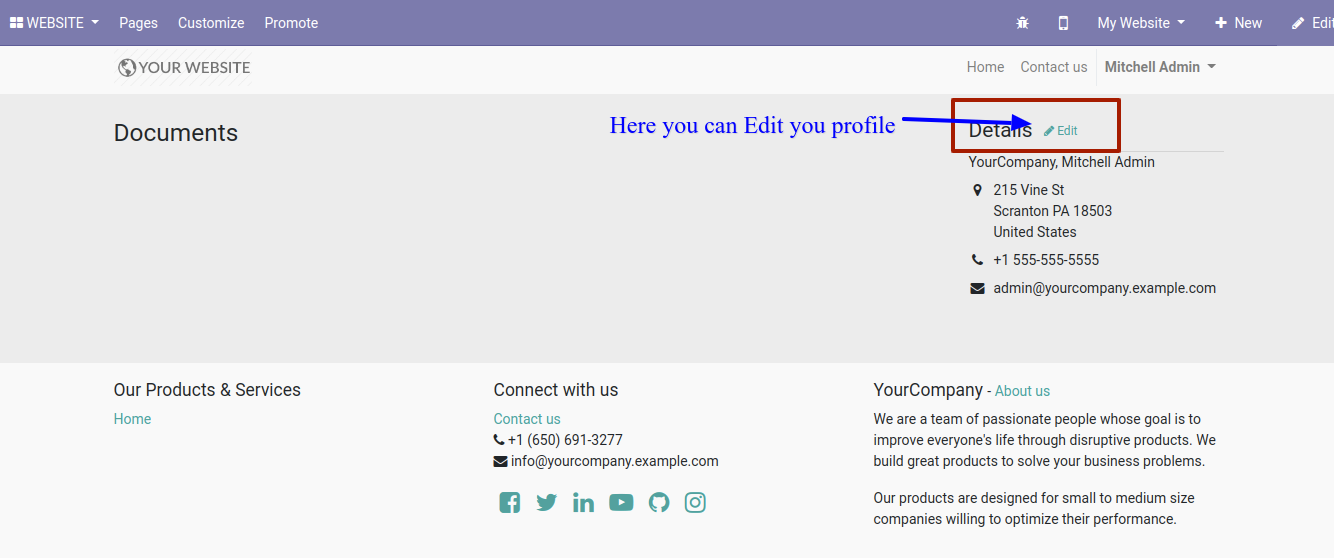 WEBSITE Pages Customize Promote My Website New Edi
YOUR WEBSITE Home Contact us Mitchell Admin
Documents
Here you can Edit you profile
Details Edit
YourCompany, Mitchell Admin
215 Vine St
Scranton PA 18503
United States
+1 555-555-5555
admin@yourcompany.example.com
Our Products & Services
Home
Connect with us
Contact us
+1 (650) 691-3277
info@yourcompany.example.com
YourCompany - About us
We are a team of passionate people whose goal is to
improve everyone's life through disruptive products. We
build great products to solve your business problems.
Our products are designed for small to medium size
companies willing to optimize their performance.